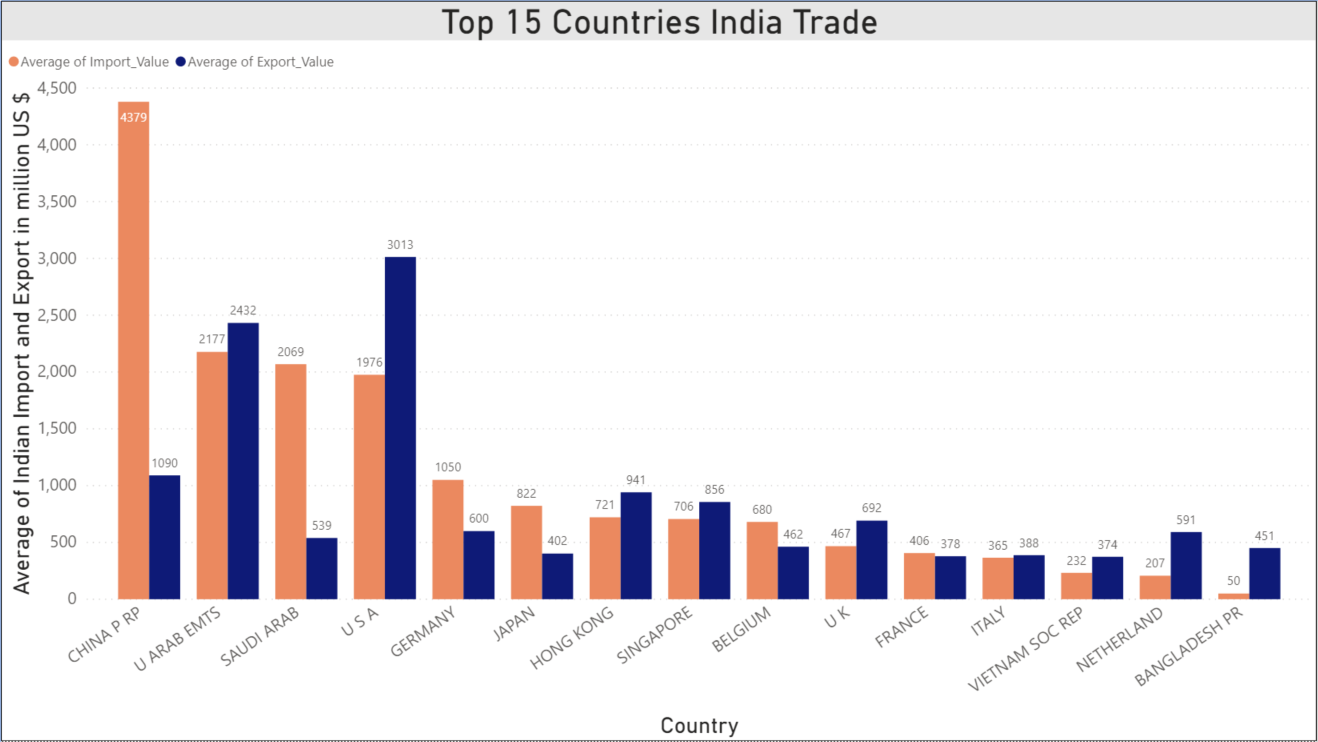 Top 15 Countries India Trade
Average of Import_Value Average of Export_Value
Average of Indian Import and Export in million US $
4,500
4,000
3,500
3,000
2,500
2,000
1,500
1,000
500
0
4379
1090
2177
2432
2069
539
1976
3013
1050
600
822
402
721
941
706
856
680
462
467
692
406
378
365
388
232
374
207
591
50
451
CHINA P RP
U ARAB EMTS
SAUDI ARAB
U S A
GERMANY
JAPAN
HONG KONG
SINGAPORE
BELGIUM
U K
FRANCE
ITALY
VIETNAM SOC REP
NETHERLAND
BANGLADESH PR
Country